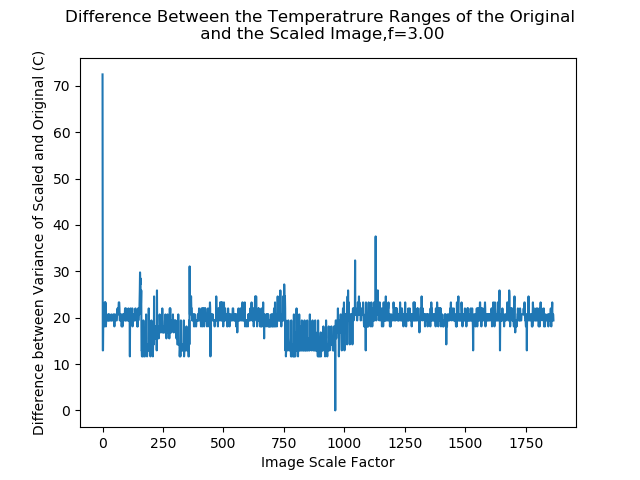 Difference Between the Temperatrure Ranges of the Original
and the Scaled Image,f=3.00
Difference between Variance of Scaled and Original (C)
70
60
50
40
30
20
10
0
0 250 500 750 1000 1250 1500 1750
Image Scale Factor